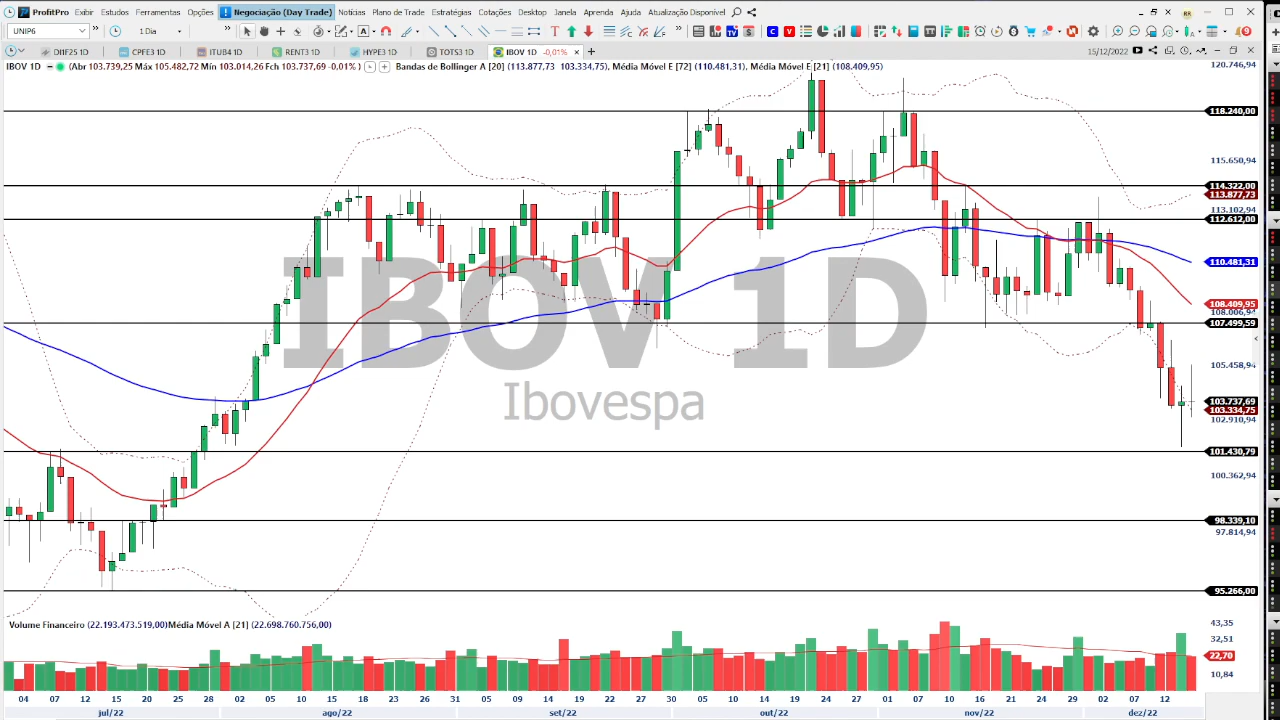 ProfitPro Exibir Estudos Ferramentas Opções Negociação (Day Trade) Notícias Plano de Trade Estratégias Cotações Desktop Janela Aprenda Ajuda Atualização Disponível RR
UNIP6 1 Dia
DIIF25 1D CPFE3 1D ITUB4 1D RENT3 1D HYPE3 1D TOTS3 1D IBOV 1D -0,01% 15/12/2022
IBOV 1D (Abr 103.739,25 Máx 105.482,72 Mín 103.014,26 Fch 103.737,69 -0,01% ) Bandas de Bollinger A [20] (113.877,73 103.334,75), Média Móvel E [72] (110.481,31), Média Móvel E [21] (108.409,95)
120.746,94
118.240,00
115.650,94
114.322,00
113.877,73
113.102,94
112.612,00
110.481,31
108.409,95
108.006,94
107.499,59
105.458,94
103.737,69
103.334,75
102.910,94
101.430,79
100.362,94
98.339,10
97.814,94
95.266,00
IBOV 1D
Ibovespa
Volume Financeiro (22.193.473.519,00)Média Móvel A [21] (22.698.760.756,00)
43,35
32,51
22,70
10,84
04 07 12 15 20 25 28 02 05 10 15 18 23 26 31 05 09 14 19 22 27 30 05 10 14 19 24 27 01 04 09 16 21 24 29 02 07 12
jul/22 ago/22 set/22 out/22 nov/22 dez/22